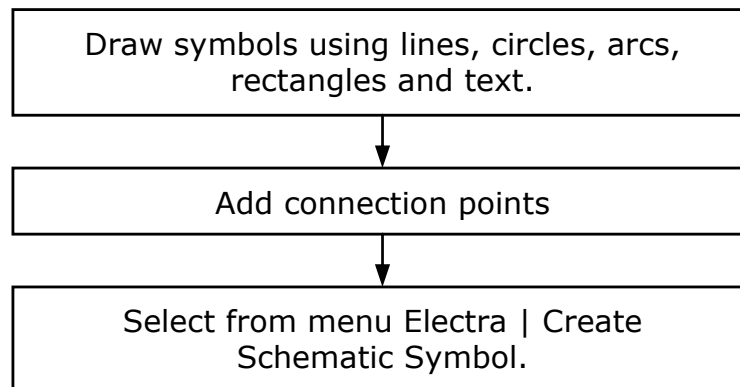 Draw symbols using lines, circles, arcs,
rectangles and text.
Add connection points
Select from menu Electra | Create
Schematic Symbol.